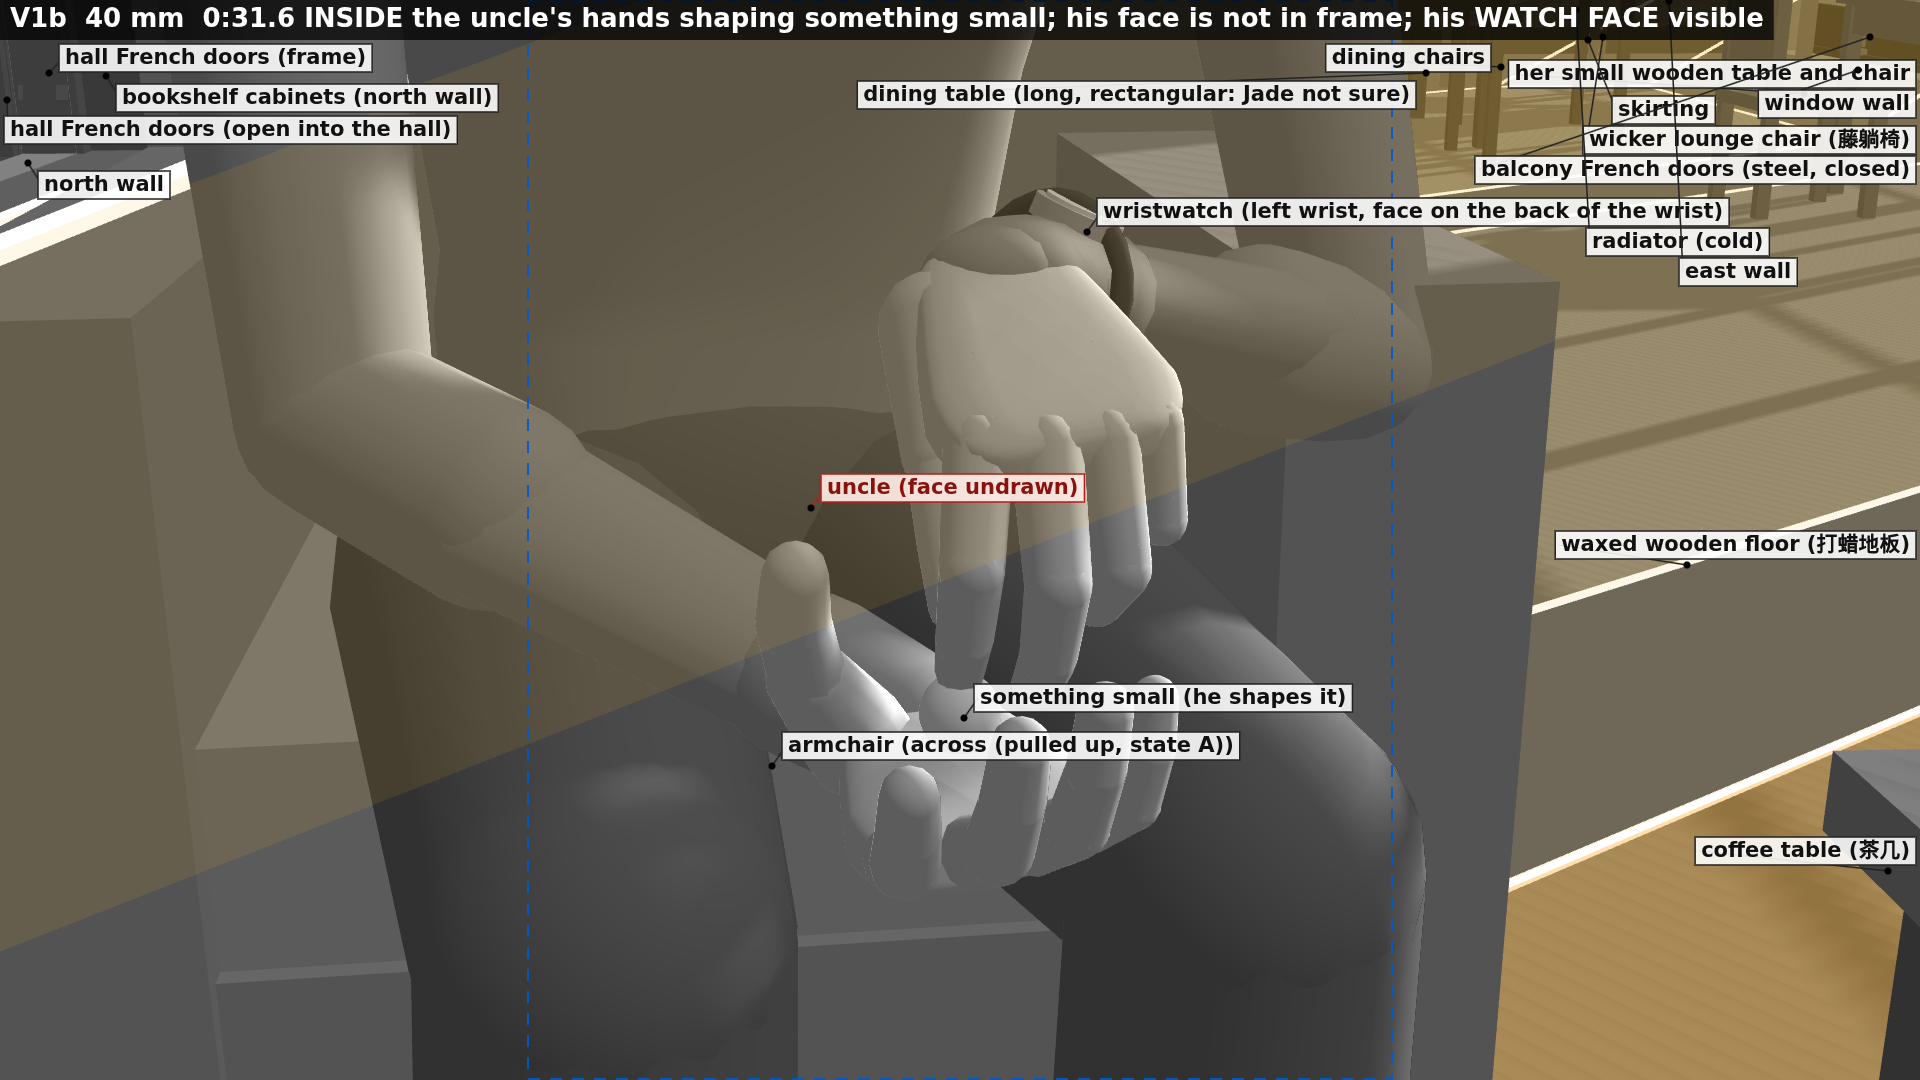 V1b 40 mm 0:31.6 INSIDE the uncle's hands shaping something small; his face is not in frame; his WATCH FACE visible
hall French doors (frame)
dining chairs
her small wooden table and chair
bookshelf cabinets (north wall)
dining table (long, rectangular: Jade not sure)
skirting
window wall
hall French doors (open into the hall)
wicker lounge chair (藤躺椅)
balcony French doors (steel, closed)
north wall
wristwatch (left wrist, face on the back of the wrist)
radiator (cold)
east wall
uncle (face undrawn)
waxed wooden floor (打蜡地板)
something small (he shapes it)
armchair (across (pulled up, state A))
coffee table (茶几)